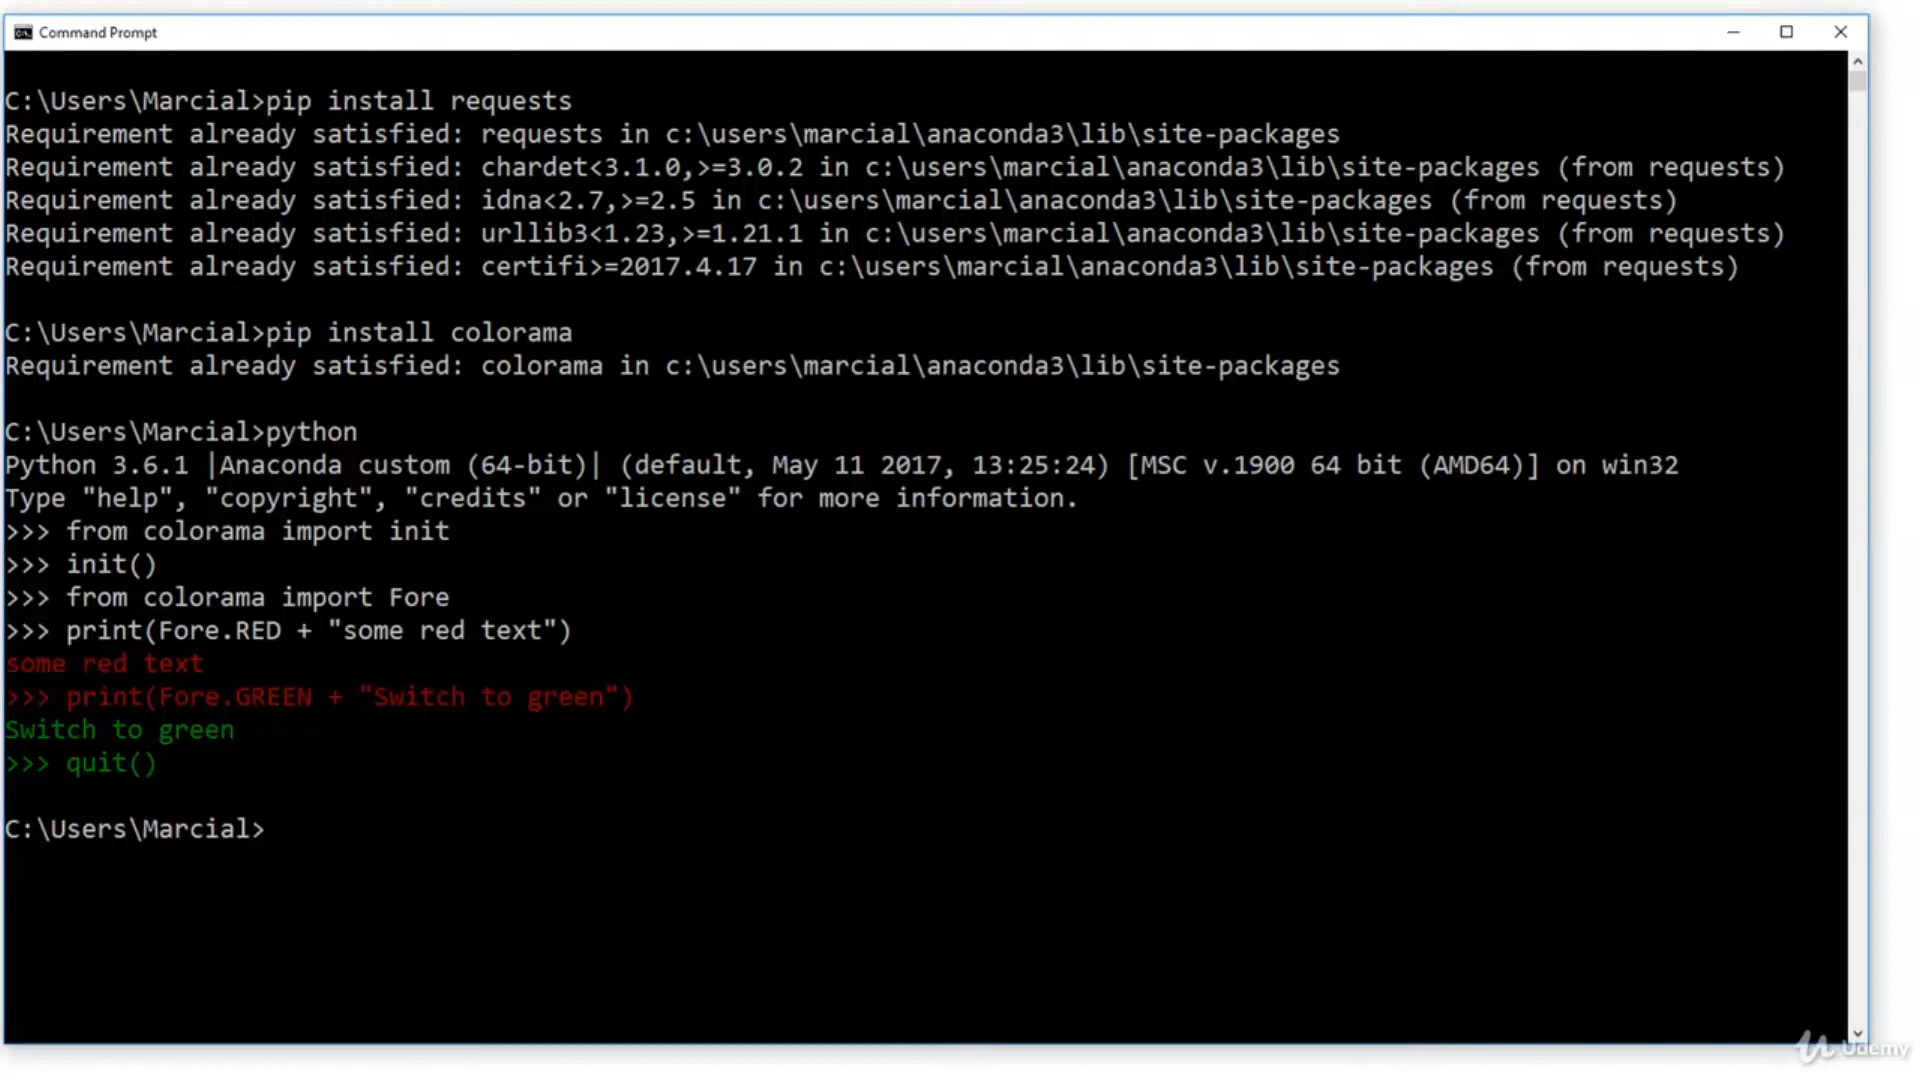 Command Prompt
C:\Users\Marcial>pip install requests
Requirement already satisfied: requests in c:\users\marcial\anaconda3\lib\site-packages
Requirement already satisfied: chardet<3.1.0,>=3.0.2 in c:\users\marcial\anaconda3\lib\site-packages (from requests)
Requirement already satisfied: idna<2.7,>=2.5 in c:\users\marcial\anaconda3\lib\site-packages (from requests)
Requirement already satisfied: urllib3<1.23,>=1.21.1 in c:\users\marcial\anaconda3\lib\site-packages (from requests)
Requirement already satisfied: certifi>=2017.4.17 in c:\users\marcial\anaconda3\lib\site-packages (from requests)
C:\Users\Marcial>pip install colorama
Requirement already satisfied: colorama in c:\users\marcial\anaconda3\lib\site-packages
C:\Users\Marcial>python
Python 3.6.1 |Anaconda custom (64-bit)| (default, May 11 2017, 13:25:24) [MSC v.1900 64 bit (AMD64)] on win32
Type "help", "copyright", "credits" or "license" for more information.
>>> from colorama import init
>>> init()
>>> from colorama import Fore
>>> print(Fore.RED + "some red text")
some red text
>>> print(Fore.GREEN + "Switch to green")
Switch to green
>>> quit()
C:\Users\Marcial>
Udemy